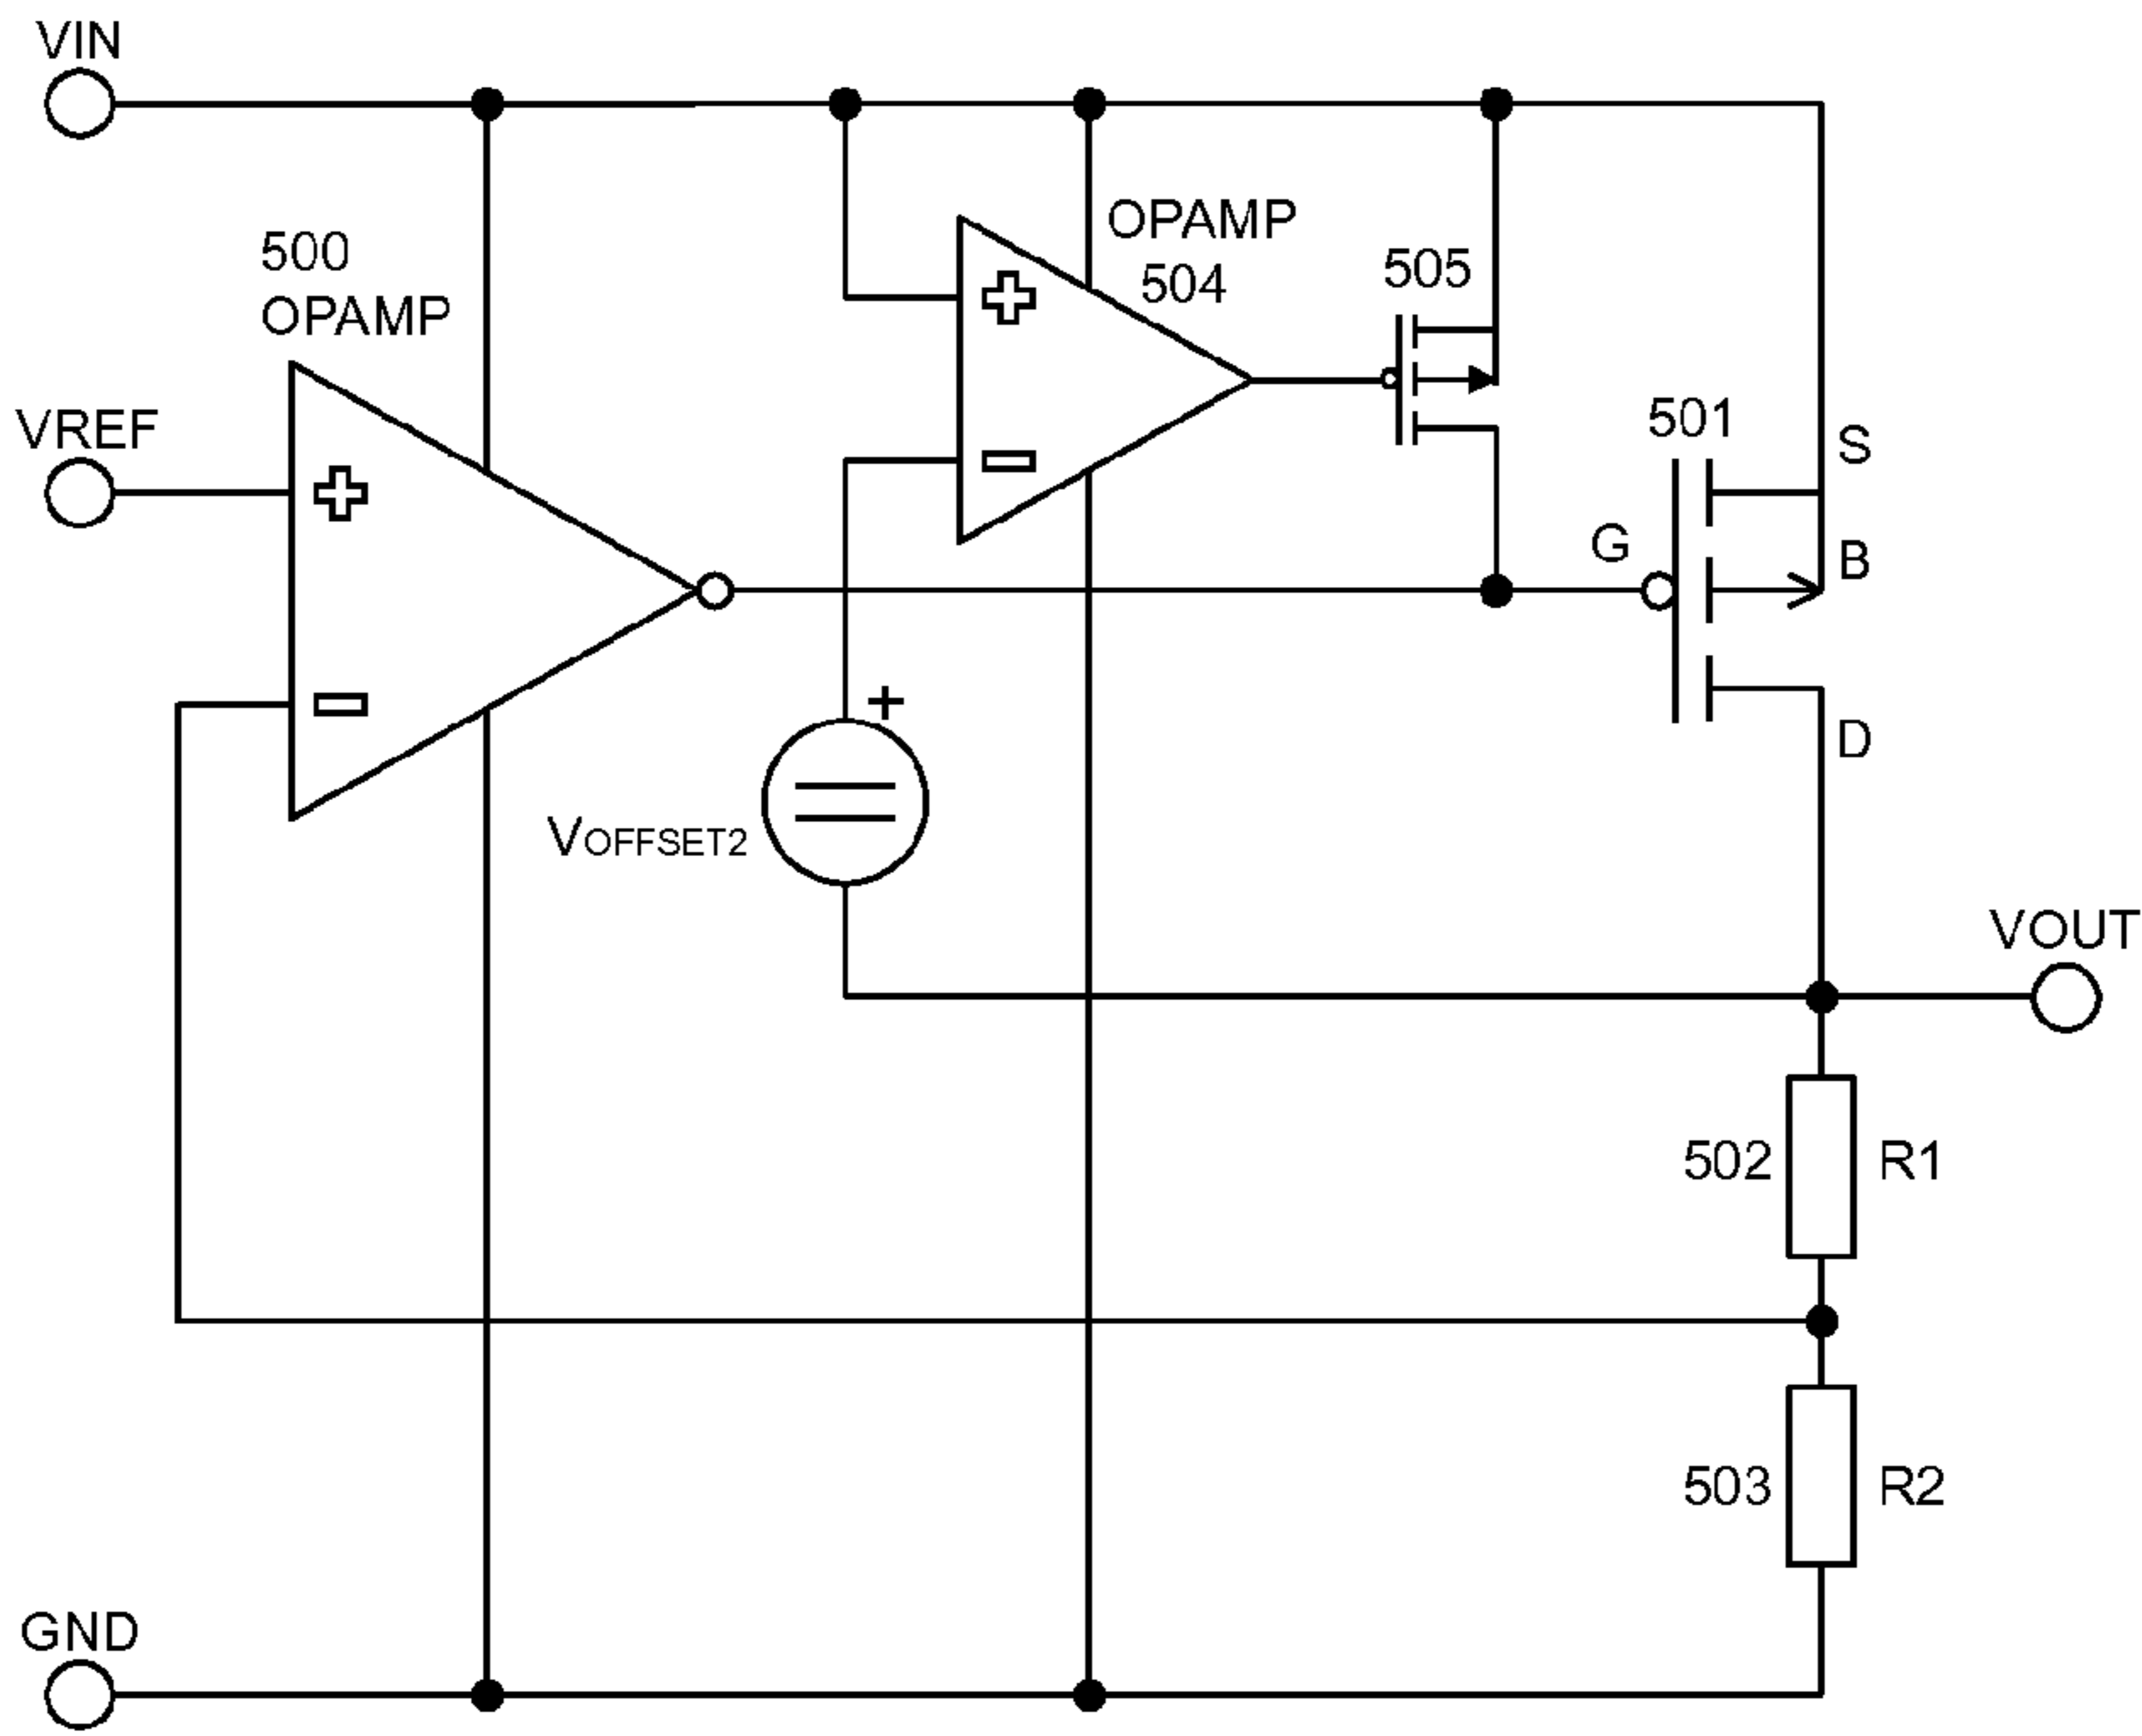 VIN
500
OPAMP
OPAMP
504
505
VREF
501
S
G
B
D
+
VOFFSET2
VOUT
502 R1
503 R2
GND